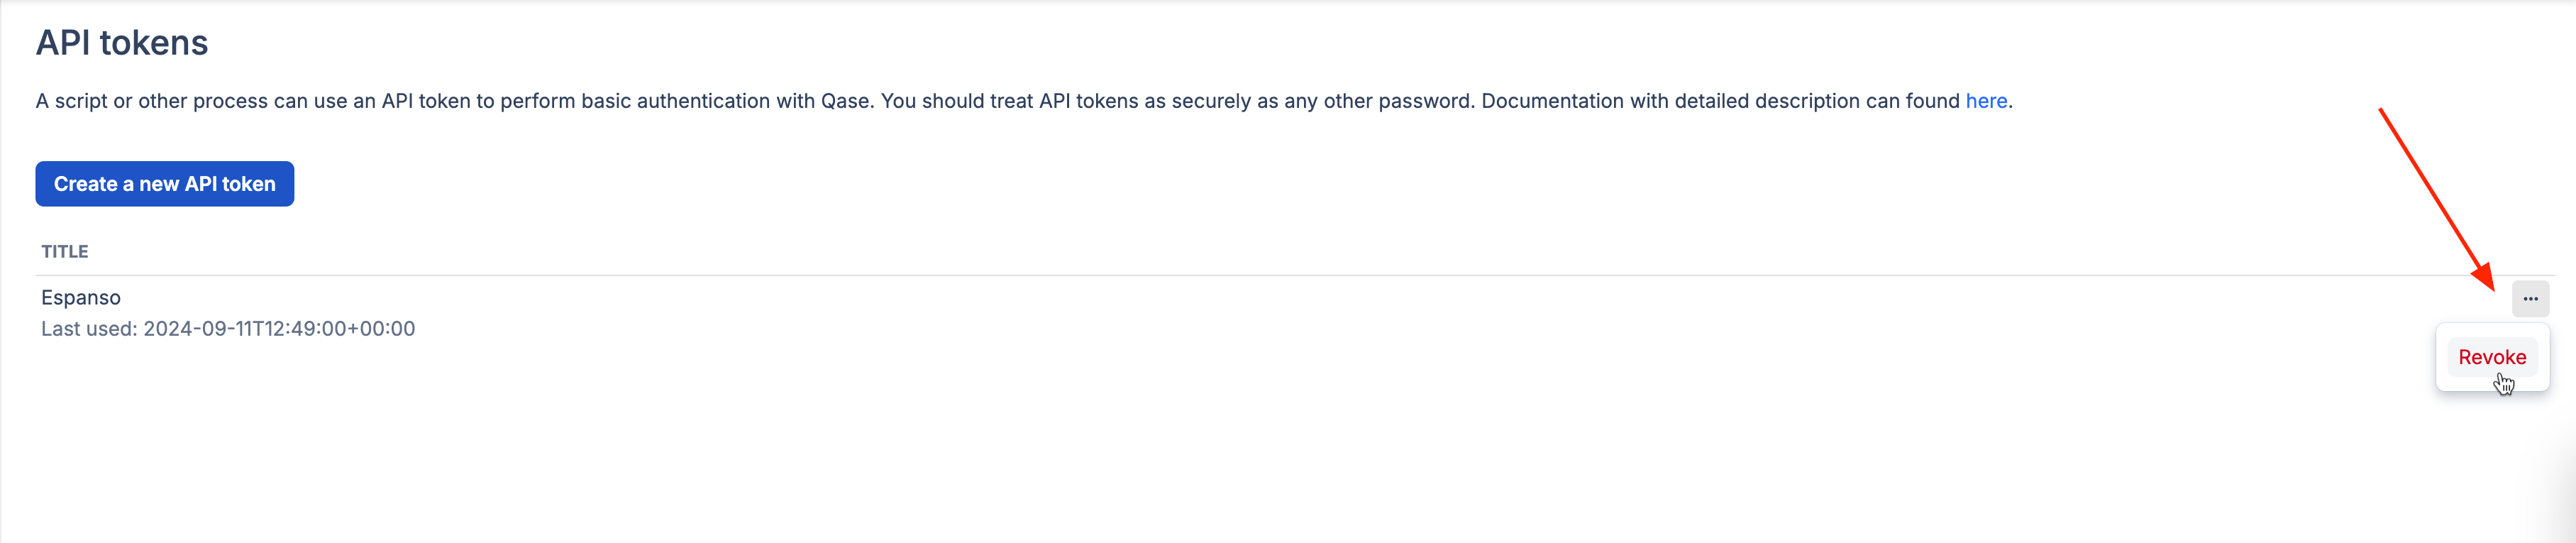 API tokens
A script or other process can use an API token to perform basic authentication with Qase. You should treat API tokens as securely as any other password. Documentation with detailed description can found here.
Create a new API token
TITLE
Espanso
Last used: 2024-09-11T12:49:00+00:00
Revoke